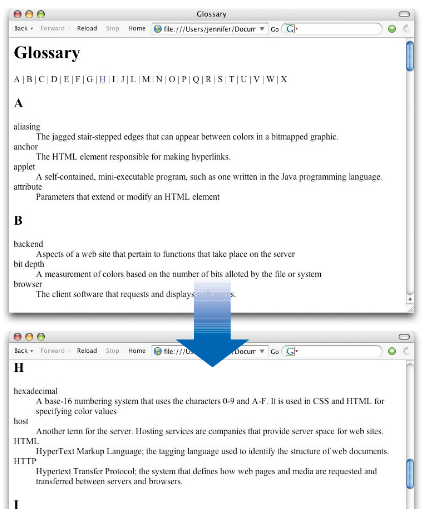 Glossary
Back Forward Reload Stop Home file:///Users/jennifer/Docum Go G
Glossary
A | B | C | D | E | F | G | H | I | J | L | M | N | O | P | Q | R | S | T | U | V | W | X
A
aliasing
The jagged stair-stepped edges that can appear between colors in a bitmapped graphic.
anchor
The HTML element responsible for making hyperlinks.
applet
A self-contained, mini-executable program, such as one written in the Java programming language.
attribute
Parameters that extend or modify an HTML element
B
backend
Aspects of a web site that pertain to functions that take place on the server
bit depth
A measurement of colors based on the number of bits alloted by the file or system
browser
The client software that requests and displays
Glossary
Back Forward Reload Stop Home file:///Us Docum Go G
H
hexadecimal
A base-16 numbering system that uses the characters 0-9 and A-F. It is used in CSS and HTML for
specifying color values
host
Another term for the server. Hosting services are companies that provide server space for web sites.
HTML
HyperText Markup Language; the tagging language used to identify the structure of web documents.
HTTP
Hypertext Transfer Protocol; the system that defines how web pages and media are requested and
transferred between servers and browsers.
I